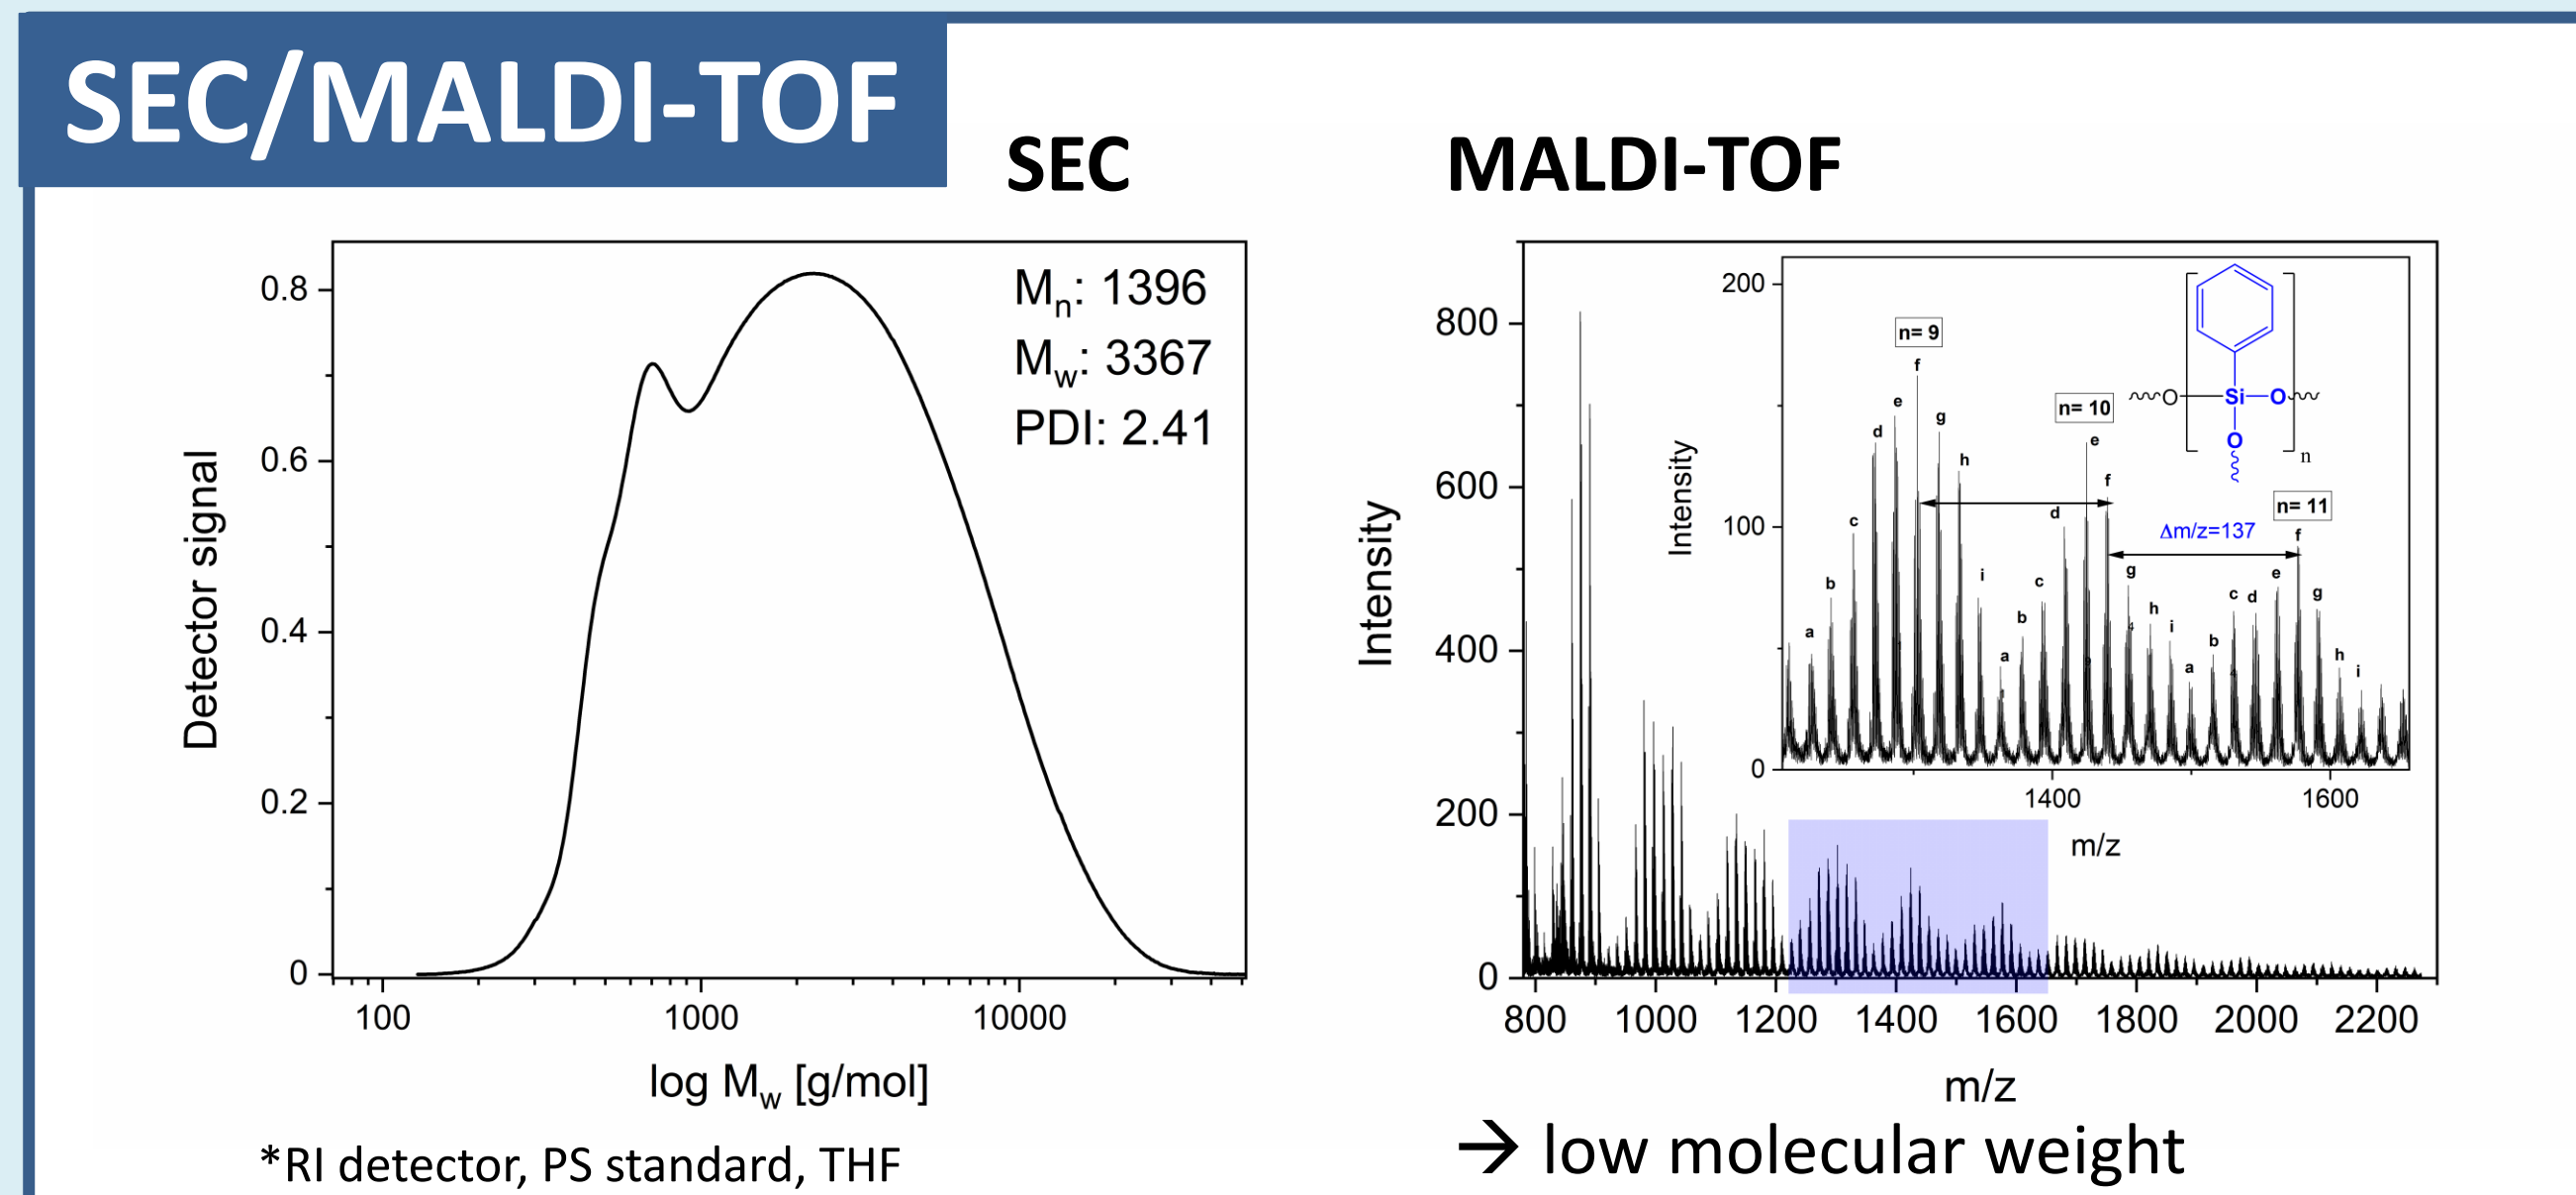 SEC/MALDI-TOF
SEC
MALDI-TOF
Detector signal
0.8
0.6
0.4
0.2
0
Mn: 1396
Mw: 3367
PDI: 2.41
100 1000 10000
log Mw [g/mol]
*RI detector, PS standard, THF
Intensity
800
600
400
200
0
800 1000 1200 1400 1600 1800 2000 2200
m/z
Intensity
200
100
0
1400 1600
m/z
n= 9
n= 10
n= 11
a b c d e f g h i
a b c d e f g h i
a b c d e f g h i
Δm/z=137
O Si O
O
n
→ low molecular weight